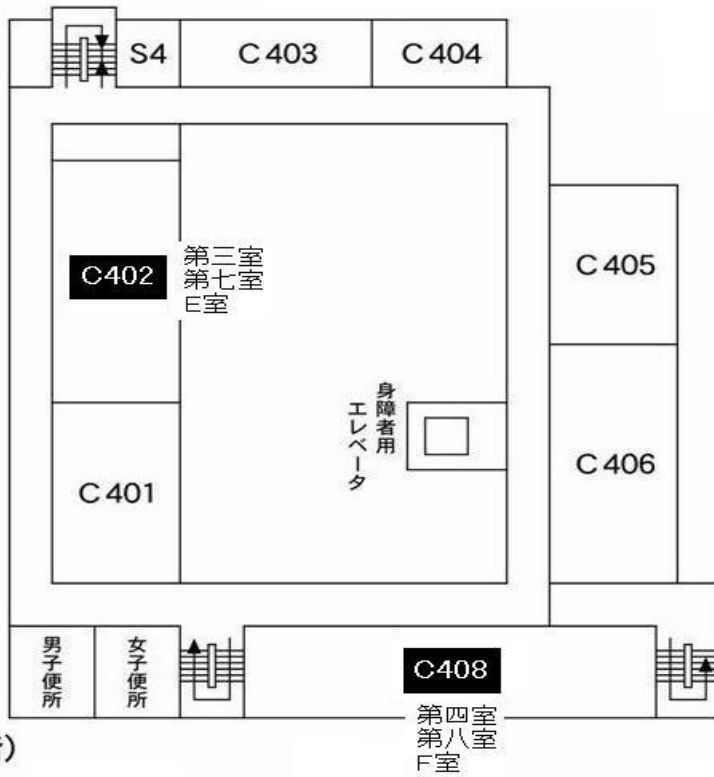 S4
C403
C404
C402
第三室
第七室
E室
C405
身障者用
エレベータ
C401
C406
男子便所
女子便所
C408
第四室
第八室
F室
)